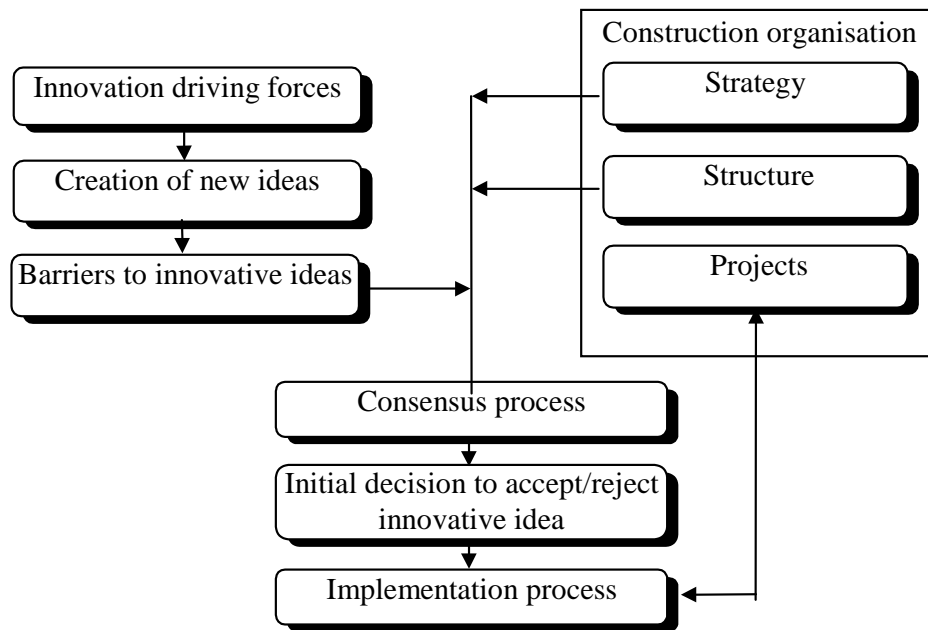 Construction organisation
Innovation driving forces
Strategy
Creation of new ideas
Structure
Barriers to innovative ideas
Projects
Consensus process
Initial decision to accept/reject
innovative idea
Implementation process